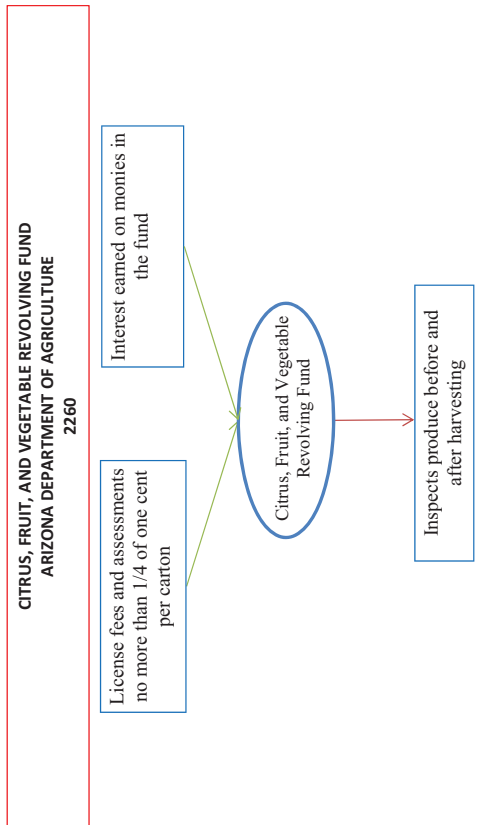 CITRUS, FRUIT, AND VEGETABLE REVOLVING FUND
ARIZONA DEPARTMENT OF AGRICULTURE
2260
License fees and assessments
no more than 1/4 of one cent
per carton
Interest earned on monies in
the fund
Citrus, Fruit, and Vegetable
Revolving Fund
Inspects produce before and
after harvesting